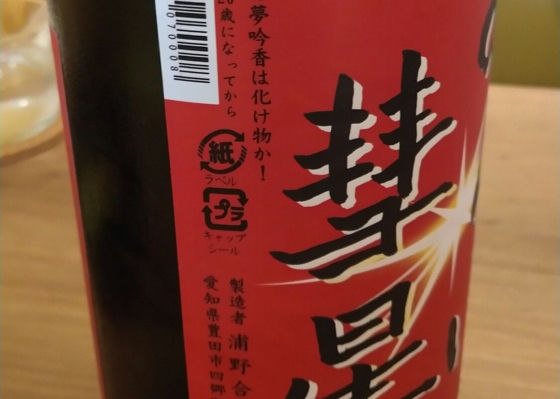 彗星
夢吟香は化け物か!
歳になってから
070008
紙
ラベル
プラ
キャップ
シール
製造者 浦野合
愛知県豊田市四郷